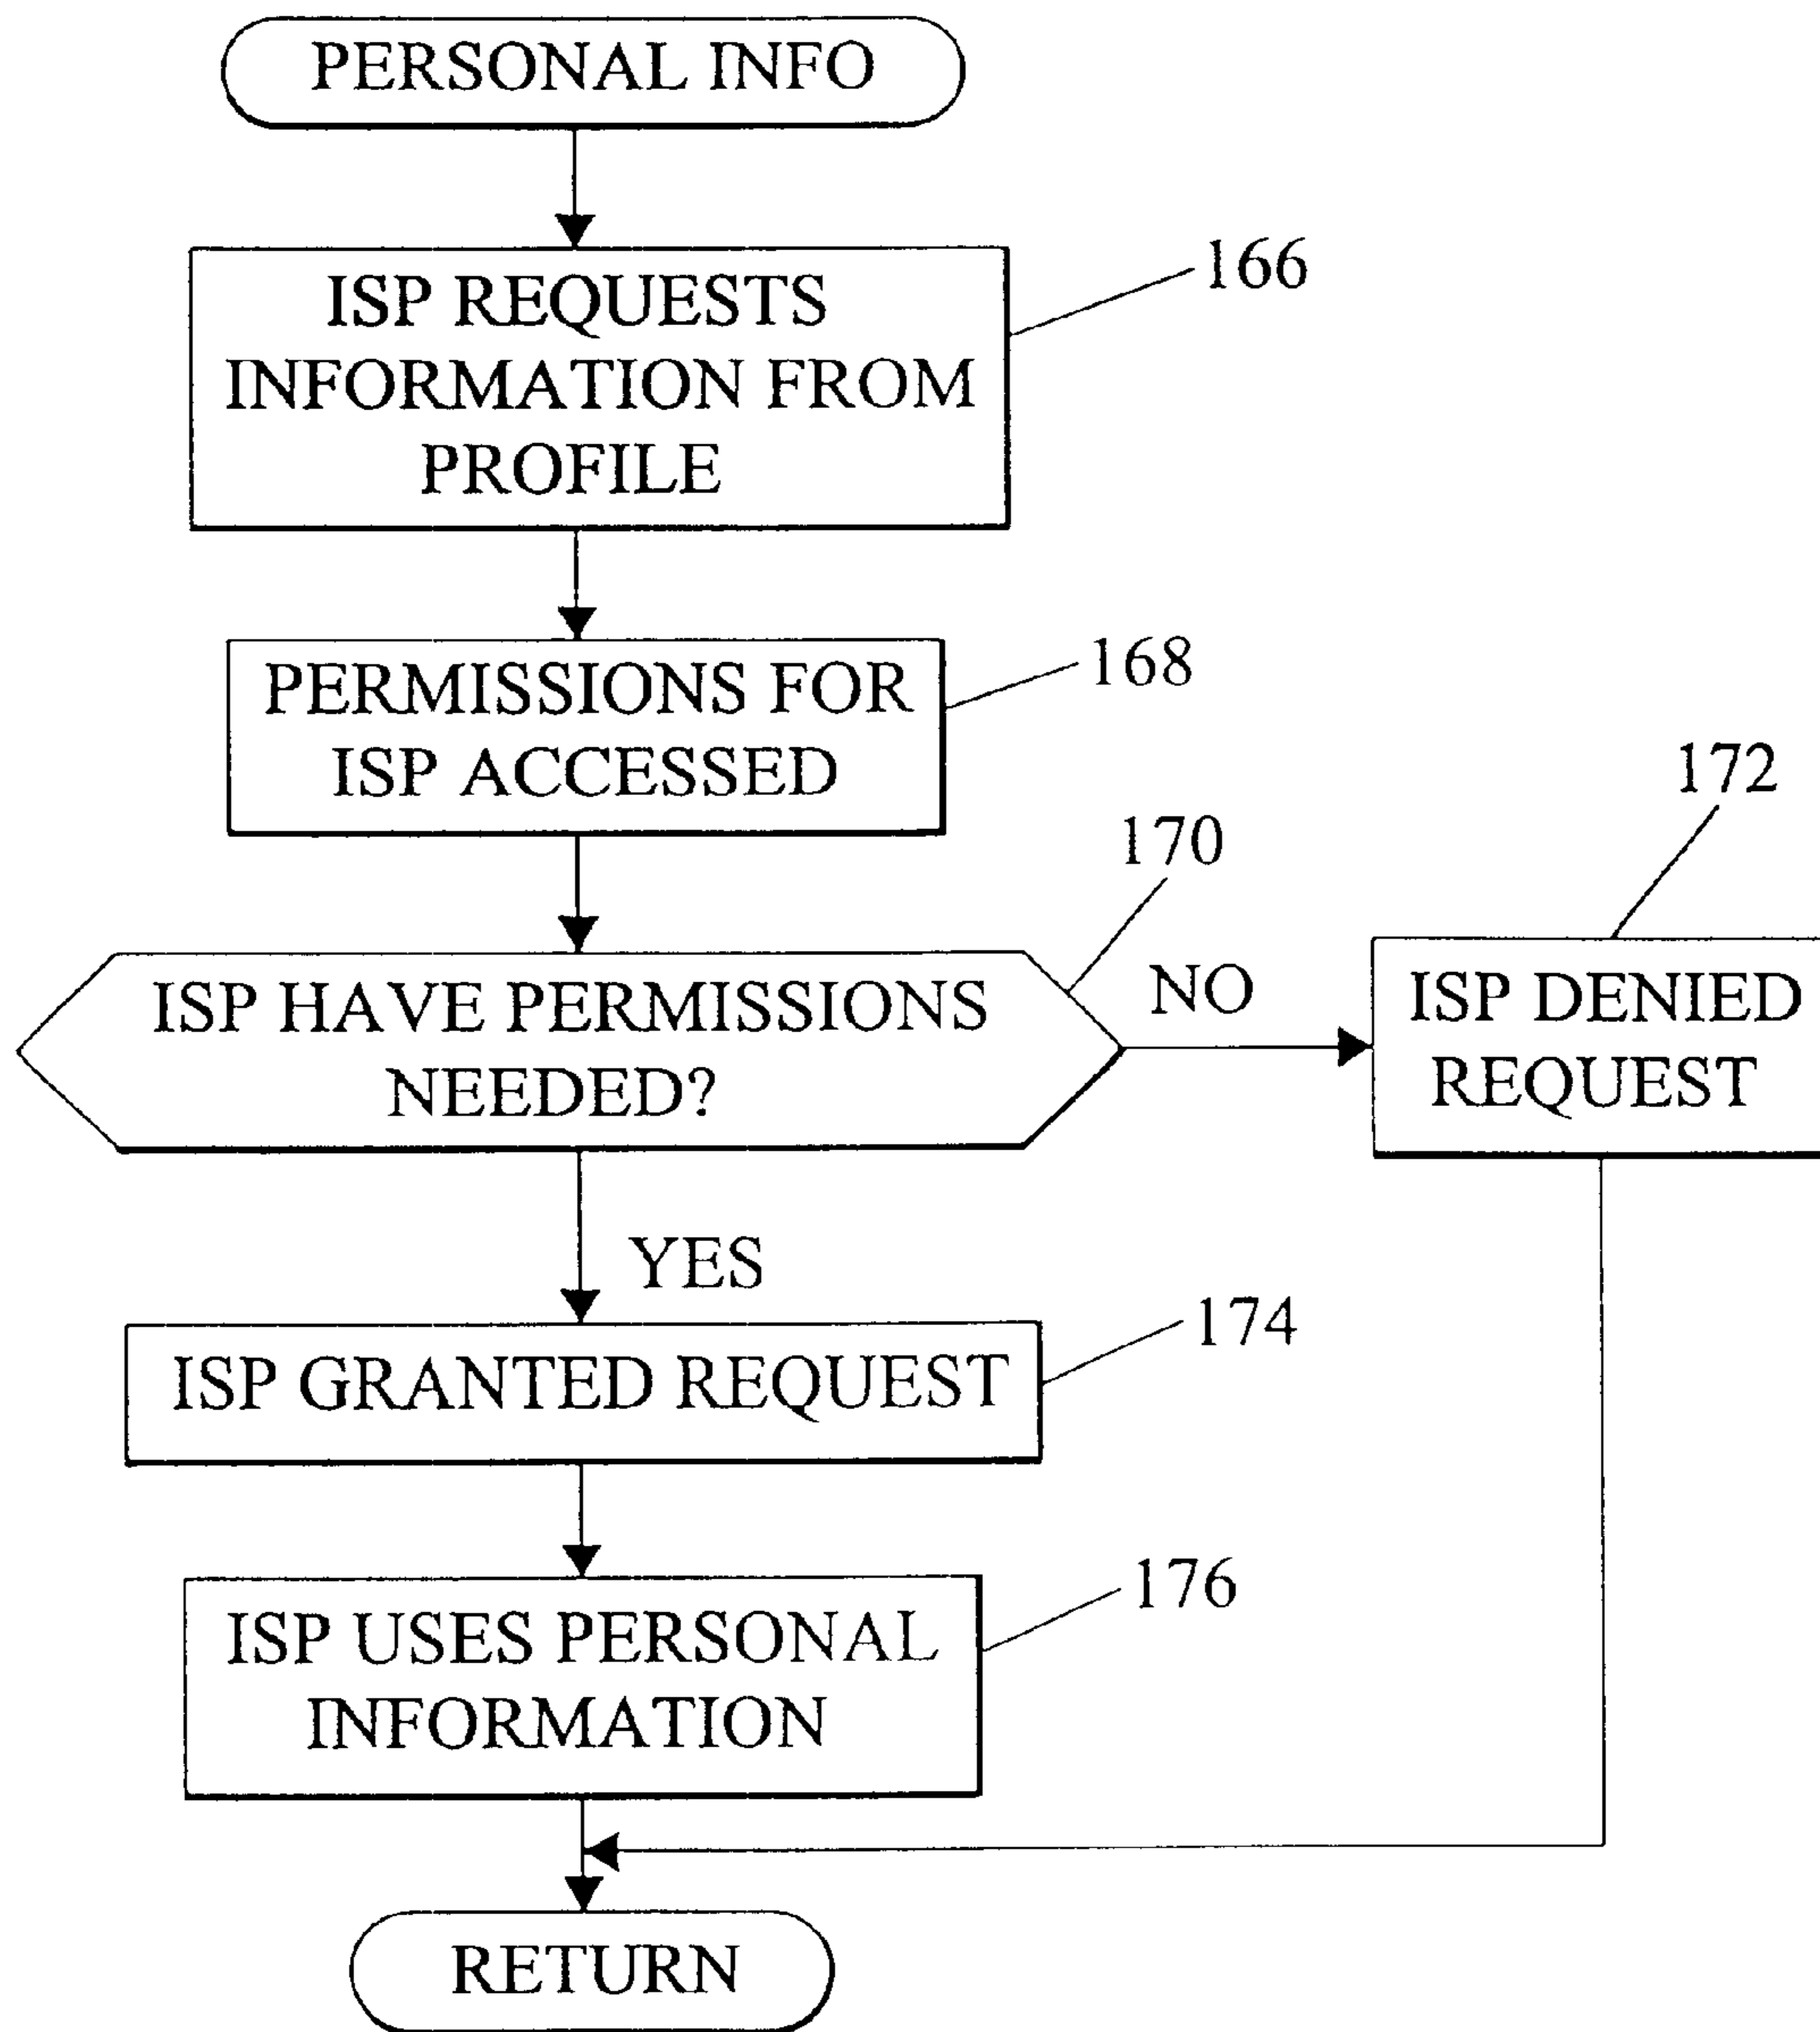 PERSONAL INFO
ISP REQUESTS
INFORMATION FROM
PROFILE
166
PERMISSIONS FOR
ISP ACCESSED
168
ISP HAVE PERMISSIONS
NEEDED?
170
NO
172
ISP DENIED
REQUEST
YES
ISP GRANTED REQUEST
174
ISP USES PERSONAL
INFORMATION
176
RETURN